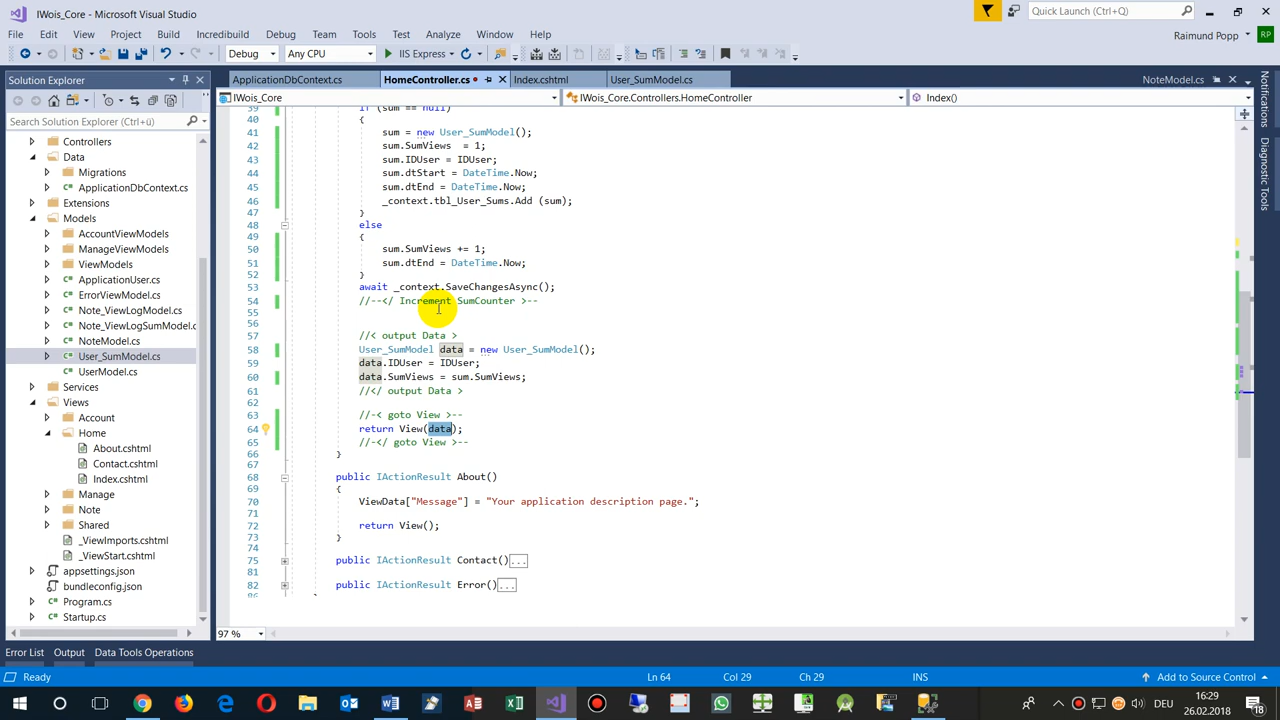 IWois_Core - Microsoft Visual Studio
Quick Launch (Ctrl+Q)
File Edit View Project Build Incredibuild Debug Team Tools Test Analyze Window Help
Raimund Popp RP
Debug Any CPU IIS Express
Solution Explorer
ApplicationDbContext.cs HomeController.cs Index.cshtml User_SumModel.cs NoteModel.cs
IWois_Core IWois_Core.Controllers.HomeController Index()
Search Solution Explorer (Ctrl+ü)
Controllers
Data
Migrations
ApplicationDbContext.cs
Extensions
Models
AccountViewModels
ManageViewModels
ViewModels
ApplicationUser.cs
ErrorViewModel.cs
Note_ViewLogModel.cs
Note_ViewLogSumModel.c
NoteModel.cs
User_SumModel.cs
UserModel.cs
Services
Views
Account
Home
About.cshtml
Contact.cshtml
Index.cshtml
Manage
Note
Shared
_ViewImports.cshtml
_ViewStart.cshtml
appsettings.json
bundleconfig.json
Program.cs
Startup.cs
39 if (sum == null)
40 {
41 sum = new User_SumModel();
42 sum.SumViews  = 1;
43 sum.IDUser = IDUser;
44 sum.dtStart = DateTime.Now;
45 sum.dtEnd = DateTime.Now;
46 _context.tbl_User_Sums.Add (sum);
47 }
48 else
49 {
50 sum.SumViews += 1;
51 sum.dtEnd = DateTime.Now;
52 }
53 await _context.SaveChangesAsync();
54 //--</ Increment SumCounter >--
55
56
57 //< output Data >
58 User_SumModel data = new User_SumModel();
59 data.IDUser = IDUser;
60 data.SumViews = sum.SumViews;
61 //</ output Data >
62
63 //-< goto View >--
64 return View(data);
65 //-</ goto View >--
66 }
67
68 public IActionResult About()
69 {
70 ViewData["Message"] = "Your application description page.";
71
72 return View();
73 }
74
75 public IActionResult Contact()...
81
82 public IActionResult Error()...
86
97 %
Notifications
Diagnostic Tools
Error List Output Data Tools Operations
Ready Ln 64 Col 29 Ch 29 INS Add to Source Control
DEU
16:29
26.02.2018
18